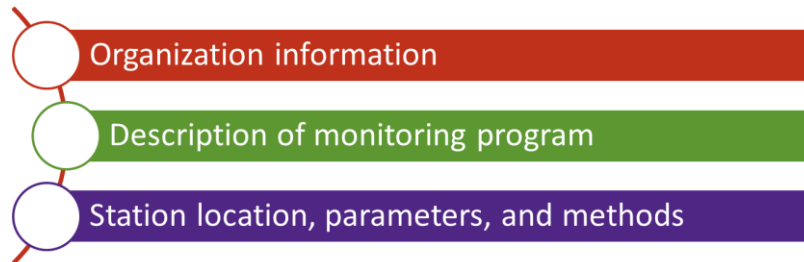 Organization information
Description of monitoring program
Station location, parameters, and methods